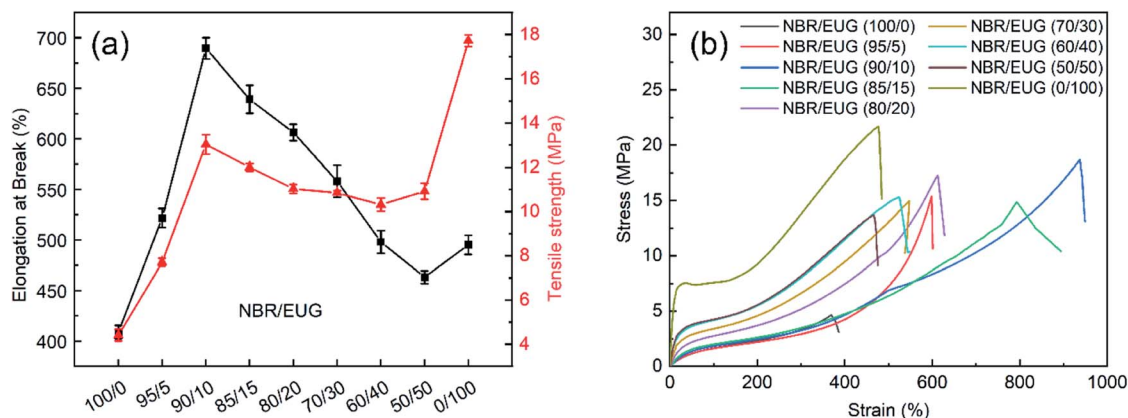 (a)
Elongation at Break (%)
700
650
600
550
500
450
400
NBR/EUG
18
16
14
12
10
8
6
4
Tensile strength (MPa)
100/0
95/5
90/10
85/15
80/20
70/30
60/40
50/50
0/100
(b)
NBR/EUG (100/0)
NBR/EUG (95/5)
NBR/EUG (90/10)
NBR/EUG (85/15)
NBR/EUG (80/20)
NBR/EUG (70/30)
NBR/EUG (60/40)
NBR/EUG (50/50)
NBR/EUG (0/100)
Stress (MPa)
30
25
20
15
10
5
0
0
200
400
600
800
1000
Strain (%)